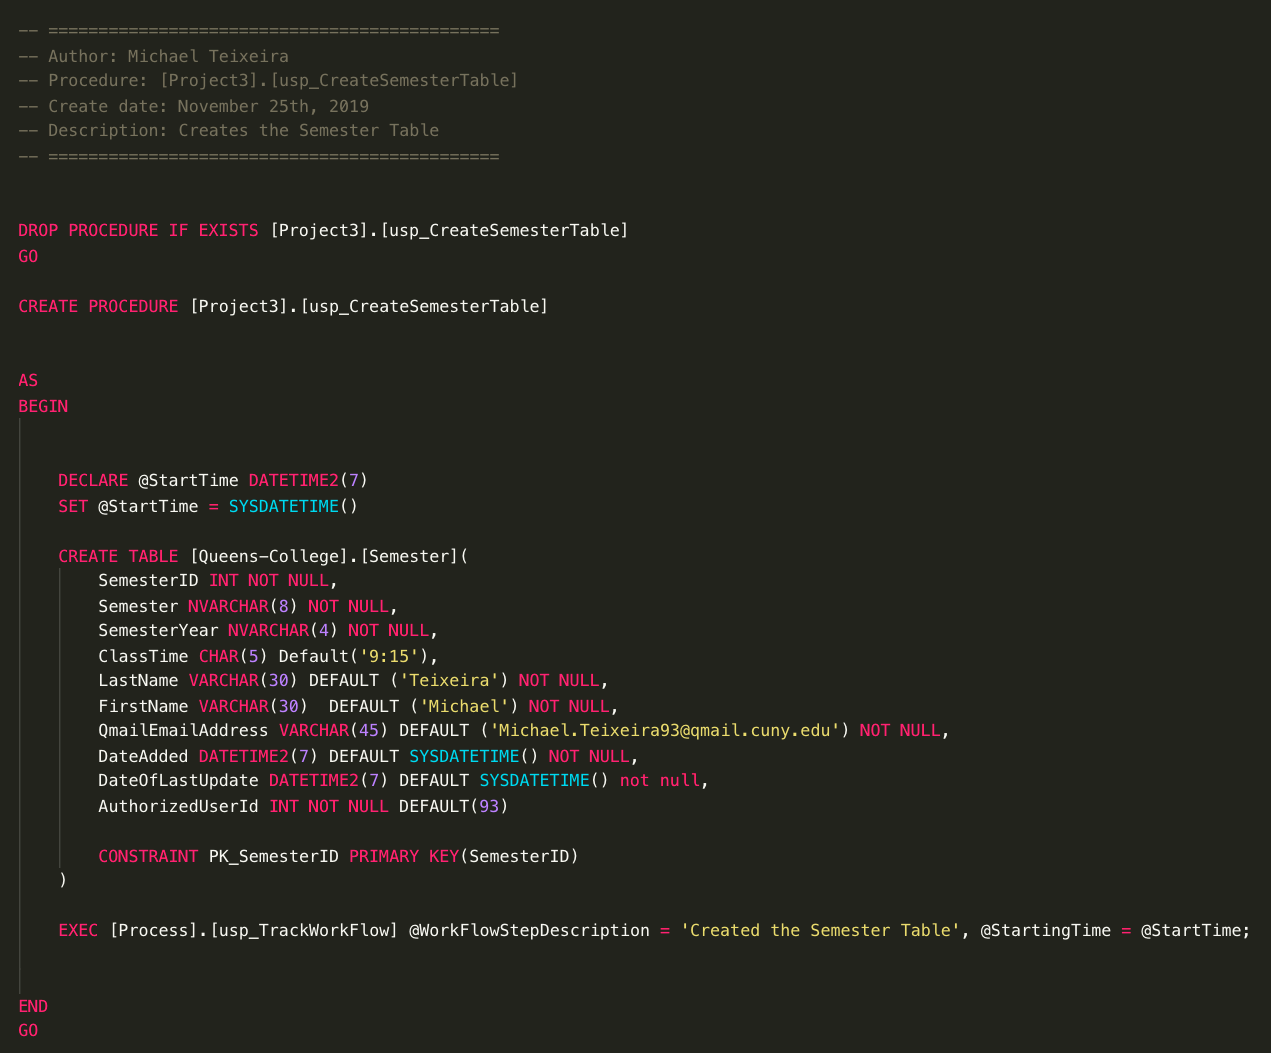 -- =============================================
-- Author: Michael Teixeira
-- Procedure: [Project3].[usp_CreateSemesterTable]
-- Create date: November 25th, 2019
-- Description: Creates the Semester Table
-- =============================================
DROP PROCEDURE IF EXISTS [Project3].[usp_CreateSemesterTable]
GO
CREATE PROCEDURE [Project3].[usp_CreateSemesterTable]
AS
BEGIN
DECLARE @StartTime DATETIME2(7)
SET @StartTime = SYSDATETIME()
CREATE TABLE [Queens-College].[Semester](
SemesterID INT NOT NULL,
Semester NVARCHAR(8) NOT NULL,
SemesterYear NVARCHAR(4) NOT NULL,
ClassTime CHAR(5) Default('9:15'),
LastName VARCHAR(30) DEFAULT ('Teixeira') NOT NULL,
FirstName VARCHAR(30)  DEFAULT ('Michael') NOT NULL,
QmailEmailAddress VARCHAR(45) DEFAULT ('Michael.Teixeira93@qmail.cuny.edu') NOT NULL,
DateAdded DATETIME2(7) DEFAULT SYSDATETIME() NOT NULL,
DateOfLastUpdate DATETIME2(7) DEFAULT SYSDATETIME() not null,
AuthorizedUserId INT NOT NULL DEFAULT(93)
CONSTRAINT PK_SemesterID PRIMARY KEY(SemesterID)
)
EXEC [Process].[usp_TrackWorkFlow] @WorkFlowStepDescription = 'Created the Semester Table', @StartingTime = @StartTime;
END
GO